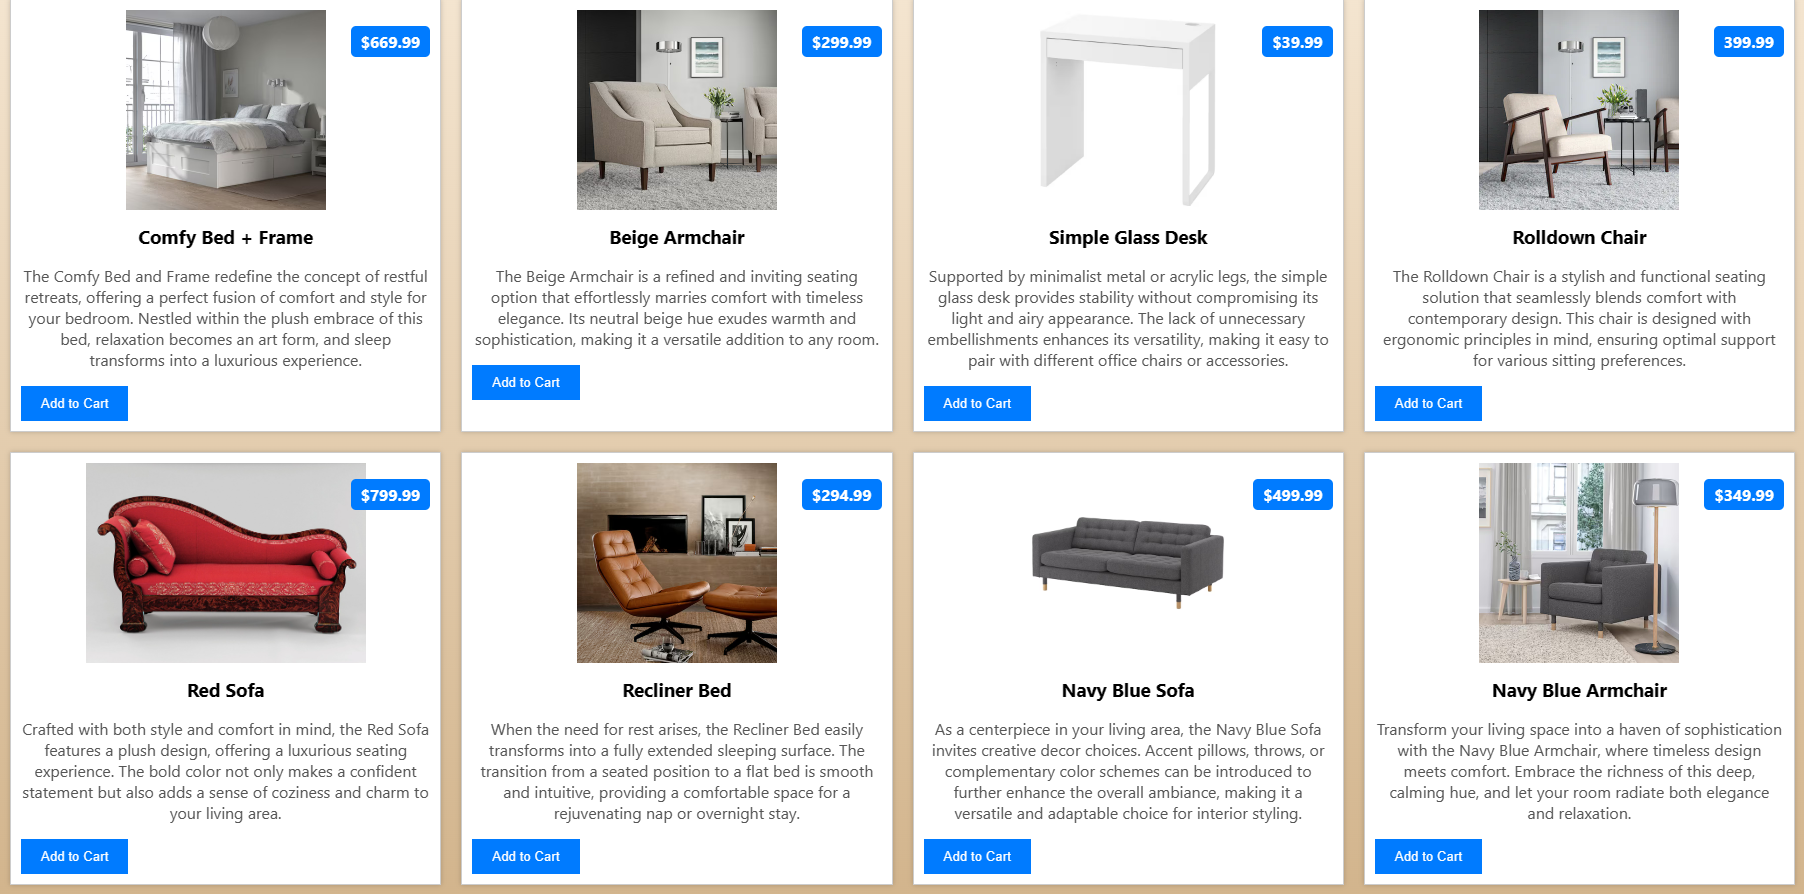 $669.99
Comfy Bed + Frame
The Comfy Bed and Frame redefine the concept of restful
retreats, offering a perfect fusion of comfort and style for
your bedroom. Nestled within the plush embrace of this
bed, relaxation becomes an art form, and sleep
transforms into a luxurious experience.
Add to Cart
$299.99
Beige Armchair
The Beige Armchair is a refined and inviting seating
option that effortlessly marries comfort with timeless
elegance. Its neutral beige hue exudes warmth and
sophistication, making it a versatile addition to any room.
Add to Cart
$39.99
Simple Glass Desk
Supported by minimalist metal or acrylic legs, the simple
glass desk provides stability without compromising its
light and airy appearance. The lack of unnecessary
embellishments enhances its versatility, making it easy to
pair with different office chairs or accessories.
Add to Cart
399.99
Rolldown Chair
The Rolldown Chair is a stylish and functional seating
solution that seamlessly blends comfort with
contemporary design. This chair is designed with
ergonomic principles in mind, ensuring optimal support
for various sitting preferences.
Add to Cart
$799.99
Red Sofa
Crafted with both style and comfort in mind, the Red Sofa
features a plush design, offering a luxurious seating
experience. The bold color not only makes a confident
statement but also adds a sense of coziness and charm to
your living area.
Add to Cart
$294.99
Recliner Bed
When the need for rest arises, the Recliner Bed easily
transforms into a fully extended sleeping surface. The
transition from a seated position to a flat bed is smooth
and intuitive, providing a comfortable space for a
rejuvenating nap or overnight stay.
Add to Cart
$499.99
Navy Blue Sofa
As a centerpiece in your living area, the Navy Blue Sofa
invites creative decor choices. Accent pillows, throws, or
complementary color schemes can be introduced to
further enhance the overall ambiance, making it a
versatile and adaptable choice for interior styling.
Add to Cart
$349.99
Navy Blue Armchair
Transform your living space into a haven of sophistication
with the Navy Blue Armchair, where timeless design
meets comfort. Embrace the richness of this deep,
calming hue, and let your room radiate both elegance
and relaxation.
Add to Cart